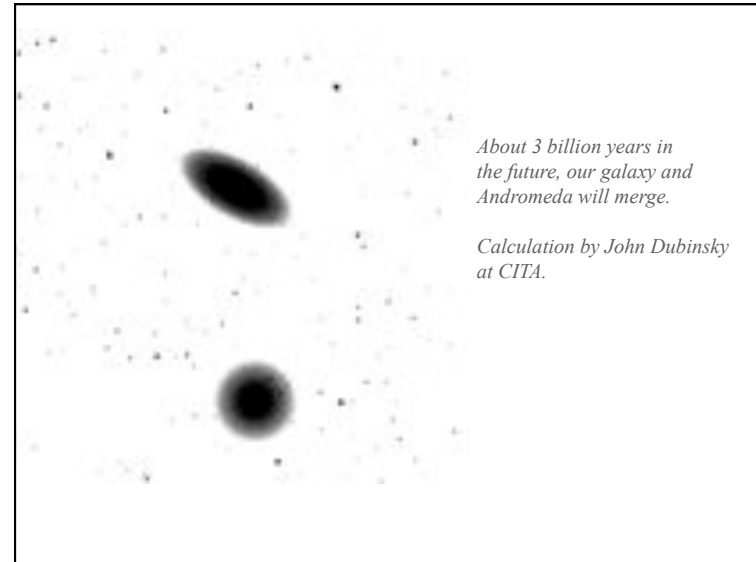 About 3 billion years in
the future, our galaxy and
Andromeda will merge.
Calculation by John Dubinsky
at CITA.